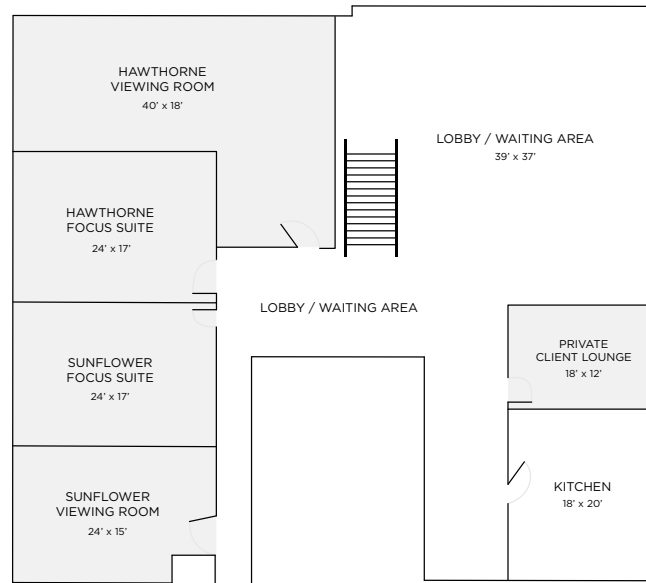 HAWTHORNE
VIEWING ROOM
40’ x 18’
LOBBY / WAITING AREA
39’ x 37’
HAWTHORNE
FOCUS SUITE
24’ x 17’
LOBBY / WAITING AREA
PRIVATE
CLIENT LOUNGE
18’ x 12’
SUNFLOWER
FOCUS SUITE
24’ x 17’
KITCHEN
18’ x 20’
SUNFLOWER
VIEWING ROOM
24’ x 15’